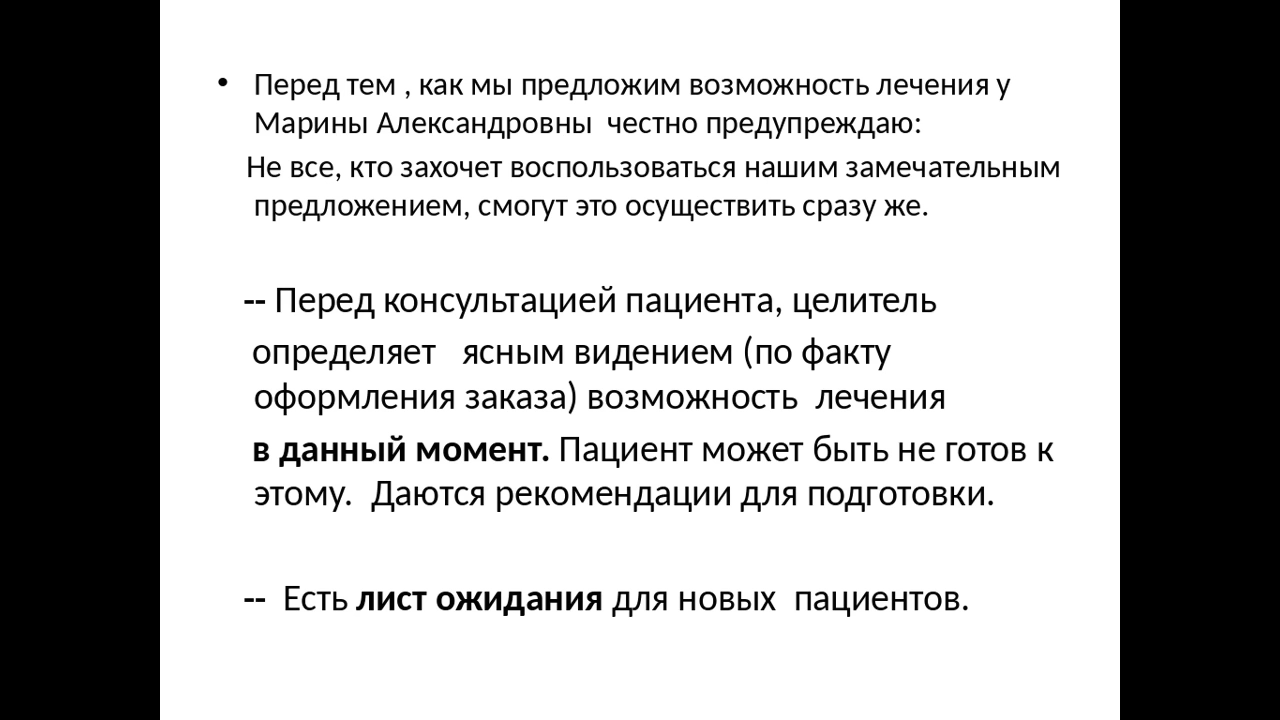 • Перед тем , как мы предложим возможность лечения у
Марины Александровны  честно предупреждаю:
Не все, кто захочет воспользоваться нашим замечательным
предложением, смогут это осуществить сразу же.
-- Перед консультацией пациента, целитель
определяет   ясным видением (по факту
оформления заказа) возможность  лечения
в данный момент. Пациент может быть не готов к
этому.  Даются рекомендации для подготовки.
--  Есть лист ожидания для новых  пациентов.